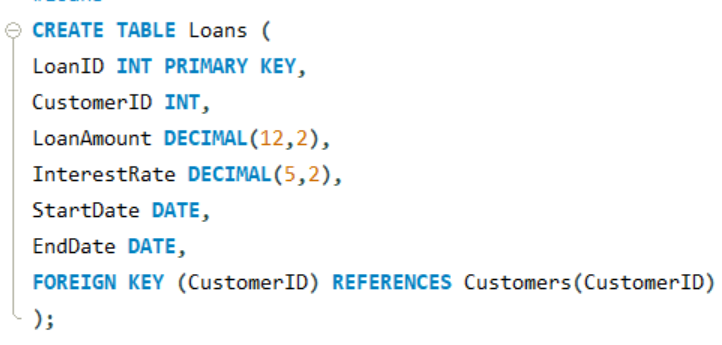 CREATE TABLE Loans (
LoanID INT PRIMARY KEY,
CustomerID INT,
LoanAmount DECIMAL(12,2),
InterestRate DECIMAL(5,2),
StartDate DATE,
EndDate DATE,
FOREIGN KEY (CustomerID) REFERENCES Customers(CustomerID)
);